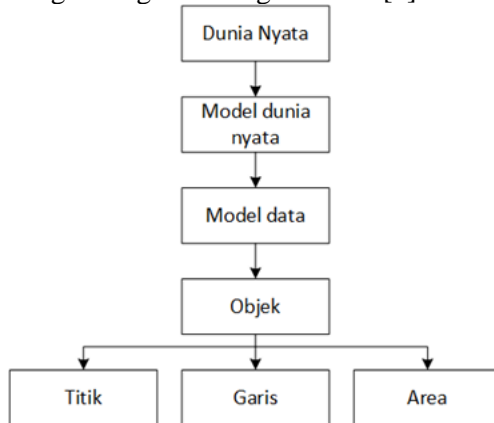 Dunia Nyata
Model dunia
nyata
Model data
Objek
Titik
Garis
Area